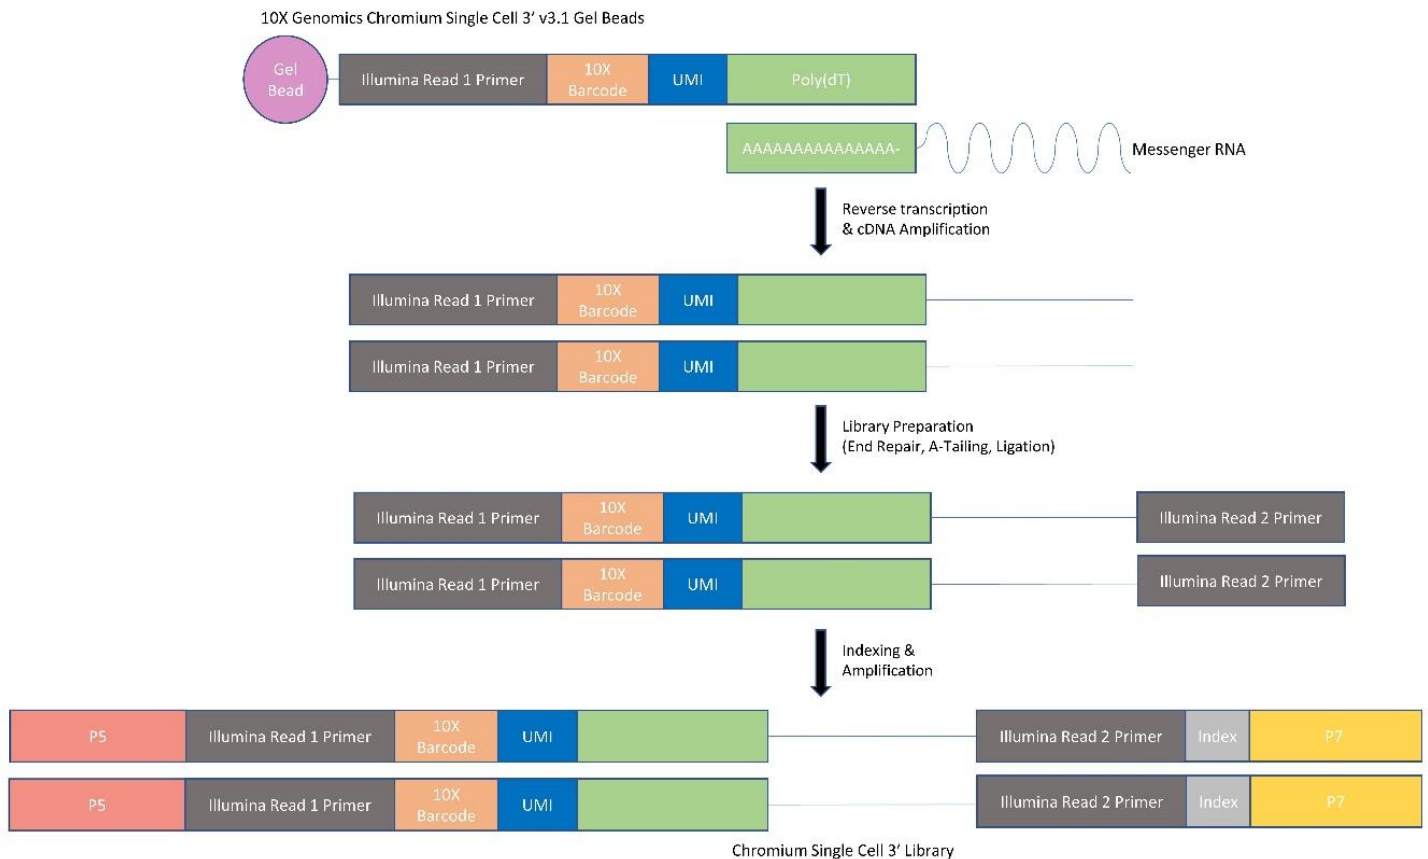 10X Genomics Chromium Single Cell 3' v3.1 Gel Beads
Gel
Bead
Illumina Read 1 Primer
10X
Barcode
UMI
Poly(dT)
AAAAAAAAAAAAAAA-
Messenger RNA
Reverse transcription
& cDNA Amplification
Illumina Read 1 Primer
10X
Barcode
UMI
Illumina Read 1 Primer
10X
Barcode
UMI
Library Preparation
(End Repair, A-Tailing, Ligation)
Illumina Read 1 Primer
10X
Barcode
UMI
Illumina Read 2 Primer
Illumina Read 1 Primer
10X
Barcode
UMI
Illumina Read 2 Primer
Indexing &
Amplification
P5
Illumina Read 1 Primer
10X
Barcode
UMI
Illumina Read 2 Primer
Index
P7
P5
Illumina Read 1 Primer
10X
Barcode
UMI
Illumina Read 2 Primer
Index
P7
Chromium Single Cell 3' Library